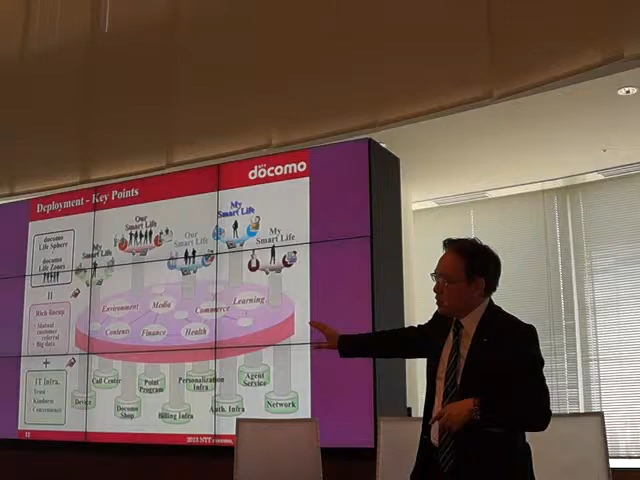 NTT
docomo
Deployment - Key Points
docomo
Life Sphere
docomo
Life Zones
Our
Smart Life
My
Smart Life
Our
Smart Life
My
Smart Life
My
Smart Life
Environment
Media
Commerce
Learning
Contents
Finance
Health
Rich lineup
• Mutual
customer
referral
• Big data
+
IT Infra.
Trust
Kindness
Convenience
Device
Call Center
Docomo
Shop
Point
Program
Billing Infra
Personalization
Infra
Auth. Infra
Agent
Service
Network
2013 NTT